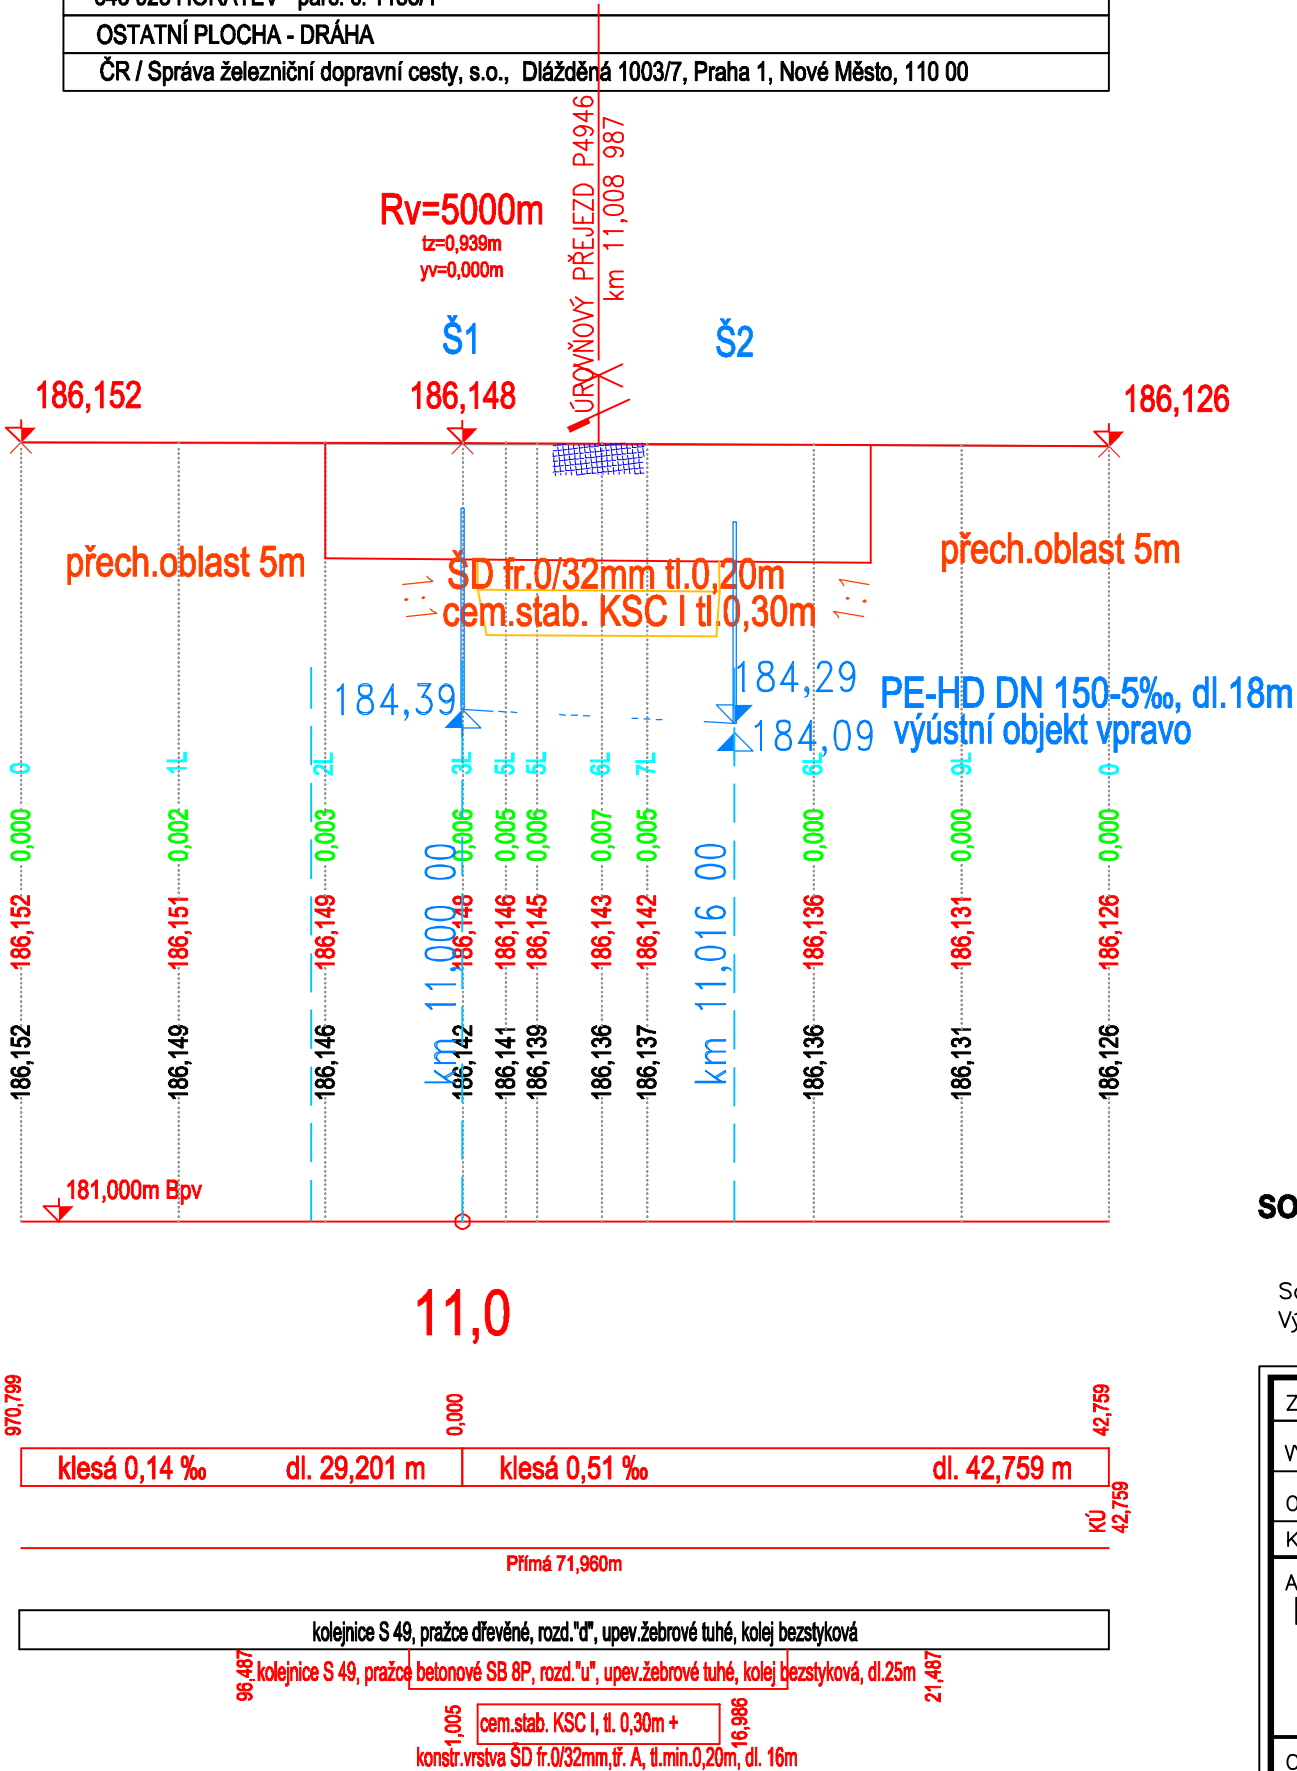 OSTATNÍ PLOCHA - DRÁHA
ČR / Správa železniční dopravní cesty, s.o., Dlážděná 1003/7, Praha 1, Nové Město, 110 00
ÚROVŇOVÝ PŘEJEZD P4946
km 11,008 987
Rv=5000m
tz=0,939m
yv=0,000m
Š1
Š2
186,152
186,148
186,126
přech.oblast 5m
přech.oblast 5m
ŠD fr.0/32mm tl.0,20m
cem.stab. KSC I tl.0,30m
1:1
1:1
184,39
184,29
184,09
PE-HD DN 150-5‰, dl.18m
výústní objekt vpravo
0 1L 2L 3L 5L 5L 6L 7L 6L 9L 0
0,000 0,002 0,003 0,006 0,005 0,006 0,007 0,005 0,000 0,000 0,000
186,152 186,151 186,149 186,148 186,146 186,145 186,143 186,142 186,136 186,131 186,126
km 11,000 00
km 11,016 00
186,152 186,149 186,146 186,142 186,141 186,139 186,136 186,137 186,136 186,131 186,126
181,000m Bpv
SO
11,0
970,799
0,000
42,759
klesá 0,14 ‰ dl. 29,201 m
klesá 0,51 ‰ dl. 42,759 m
KÚ
42,759
Přímá 71,960m
kolejnice S 49, pražce dřevěné, rozd."d", upev.žebrové tuhé, kolej bezstyková
96,487
kolejnice S 49, pražce betonové SB 8P, rozd."u", upev.žebrové tuhé, kolej bezstyková, dl.25m
21,487
1,005
cem.stab. KSC I, tl. 0,30m +
16,986
konstr.vrstva ŠD fr.0/32mm,tř. A, tl.min.0,20m, dl. 16m